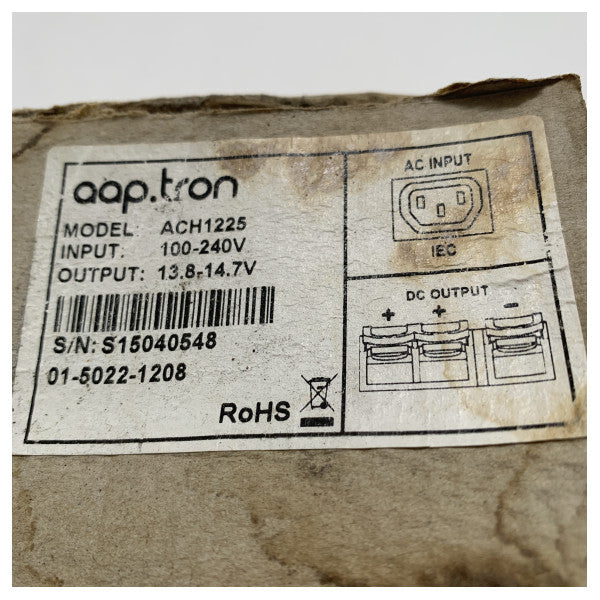 aap.tron
MODEL: ACH1225
INPUT: 100-240V
OUTPUT: 13.8-14.7V
S/N: S15040548
01-5022-1208
RoHS
AC INPUT
IEC
DC OUTPUT
+ + -